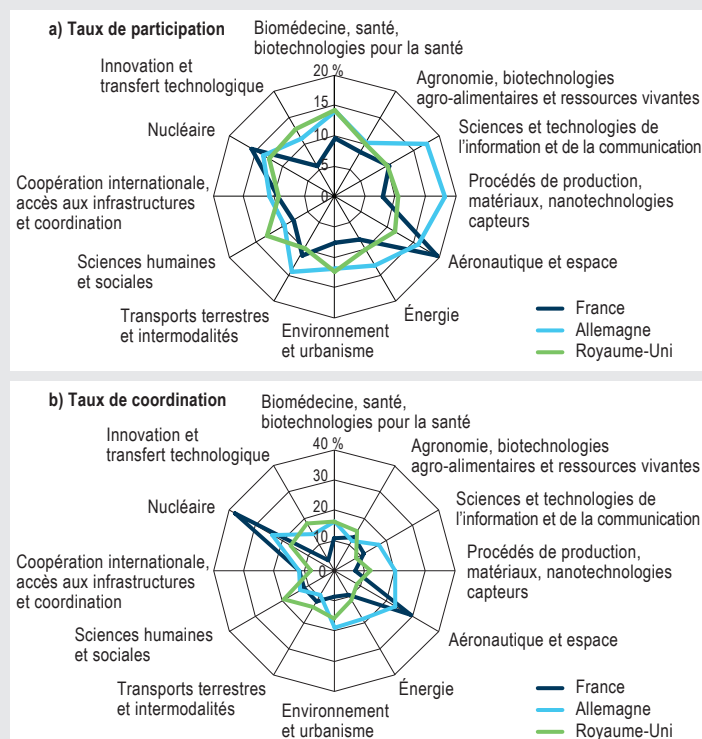 a) Taux de participation
Biomédecine, santé,
biotechnologies pour la santé
20 %
15
10
5
0
Agronomie, biotechnologies
agro-alimentaires et ressources vivantes
Sciences et technologies de
l'information et de la communication
Procédés de production,
matériaux, nanotechnologies
capteurs
Aéronautique et espace
Énergie
Environnement
et urbanisme
Transports terrestres
et intermodalités
Sciences humaines
et sociales
Coopération internationale,
accès aux infrastructures
et coordination
Nucléaire
Innovation et
transfert technologique
France
Allemagne
Royaume-Uni
b) Taux de coordination
Biomédecine, santé,
biotechnologies pour la santé
40 %
30
20
10
0
Agronomie, biotechnologies
agro-alimentaires et ressources vivantes
Sciences et technologies de
l'information et de la communication
Procédés de production,
matériaux, nanotechnologies
capteurs
Aéronautique et espace
Énergie
Environnement
et urbanisme
Transports terrestres
et intermodalités
Sciences humaines
et sociales
Coopération internationale,
accès aux infrastructures
et coordination
Nucléaire
Innovation et
transfert technologique
France
Allemagne
Royaume-Uni